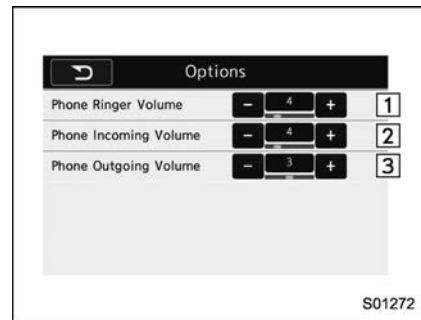 Options
Phone Ringer Volume - 4 + 1
Phone Incoming Volume - 4 + 2
Phone Outgoing Volume - 3 + 3
S01272